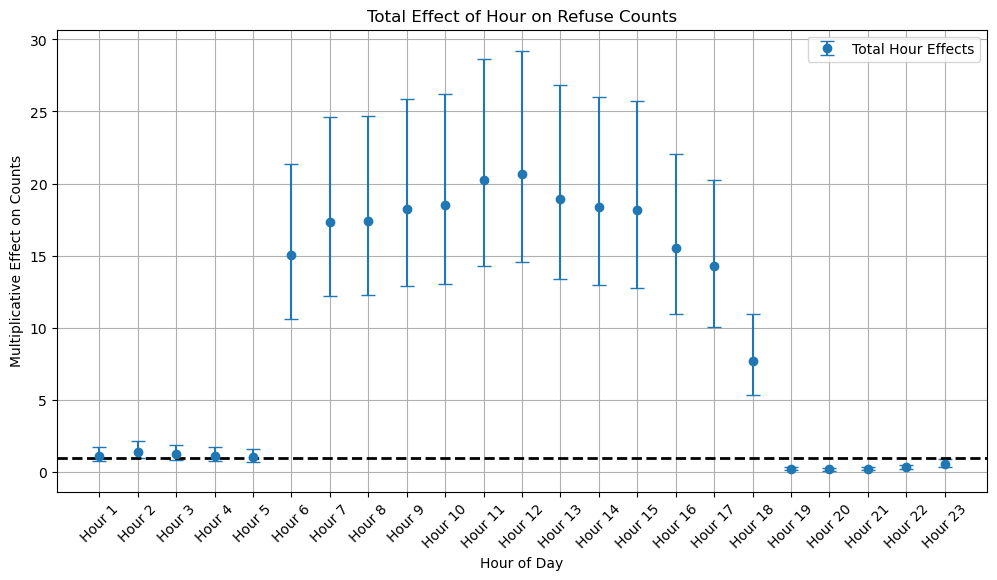 Total Effect of Hour on Refuse Counts
Total Hour Effects
Multiplicative Effect on Counts
30
25
20
15
10
5
0
Hour 1
Hour 2
Hour 3
Hour 4
Hour 5
Hour 6
Hour 7
Hour 8
Hour 9
Hour 10
Hour 11
Hour 12
Hour 13
Hour 14
Hour 15
Hour 16
Hour 17
Hour 18
Hour 19
Hour 20
Hour 21
Hour 22
Hour 23
Hour of Day